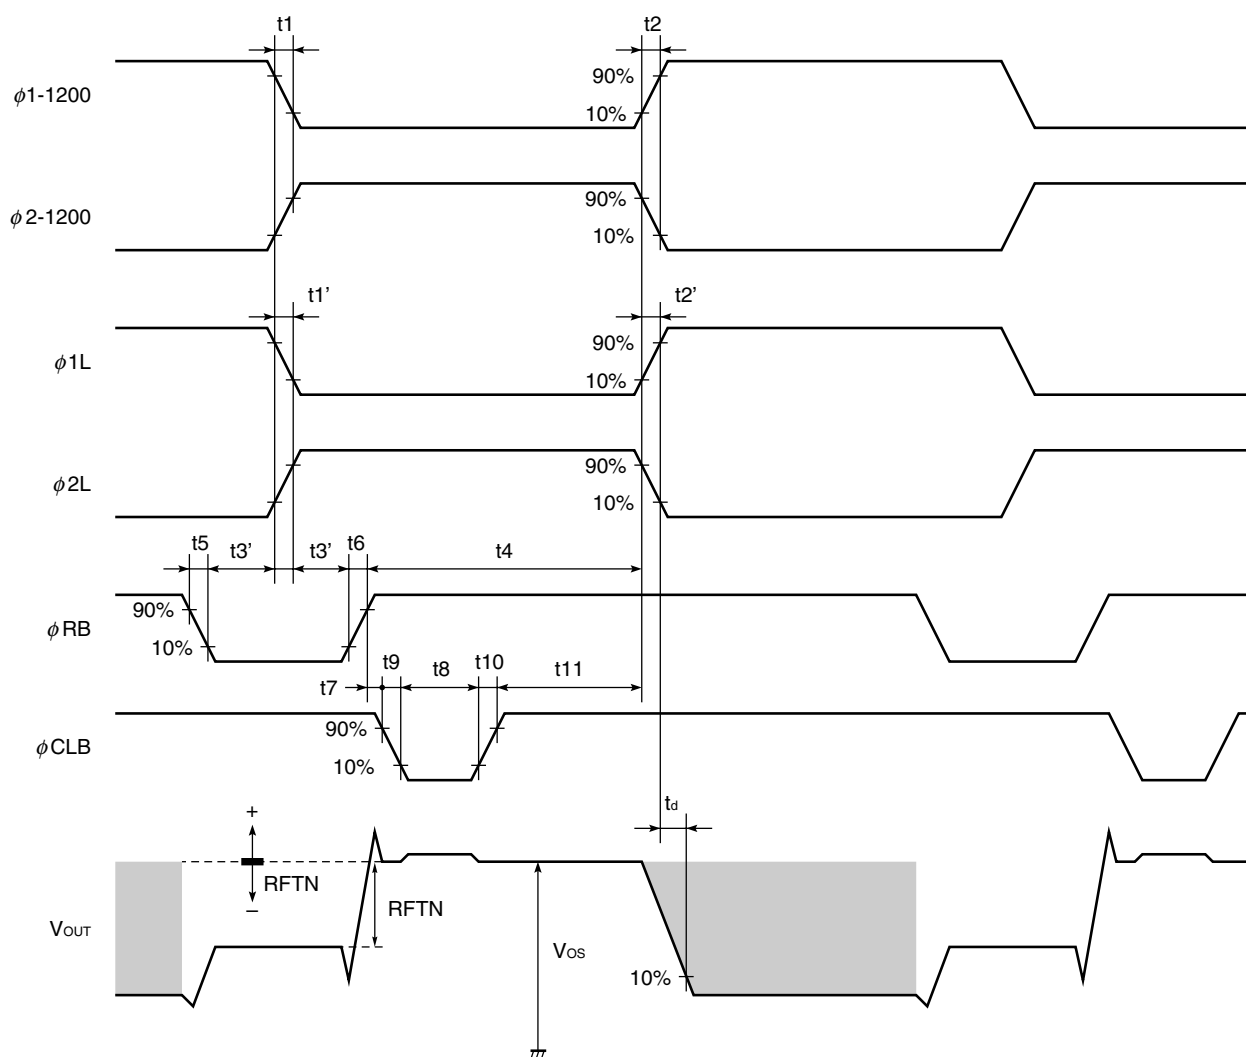 t1 t2
90%
ϕ1-1200
10%
90%
ϕ2-1200
10%
t1’ t2’
90%
ϕ1L
10%
90%
ϕ2L
10%
t5 t3’ t3’ t6 t4
90%
ϕRB
10%
t9 t8 t10 t11
t7
90%
ϕCLB
10%
td
+
RFTN
−
RFTN
VOUT
VOS
10%